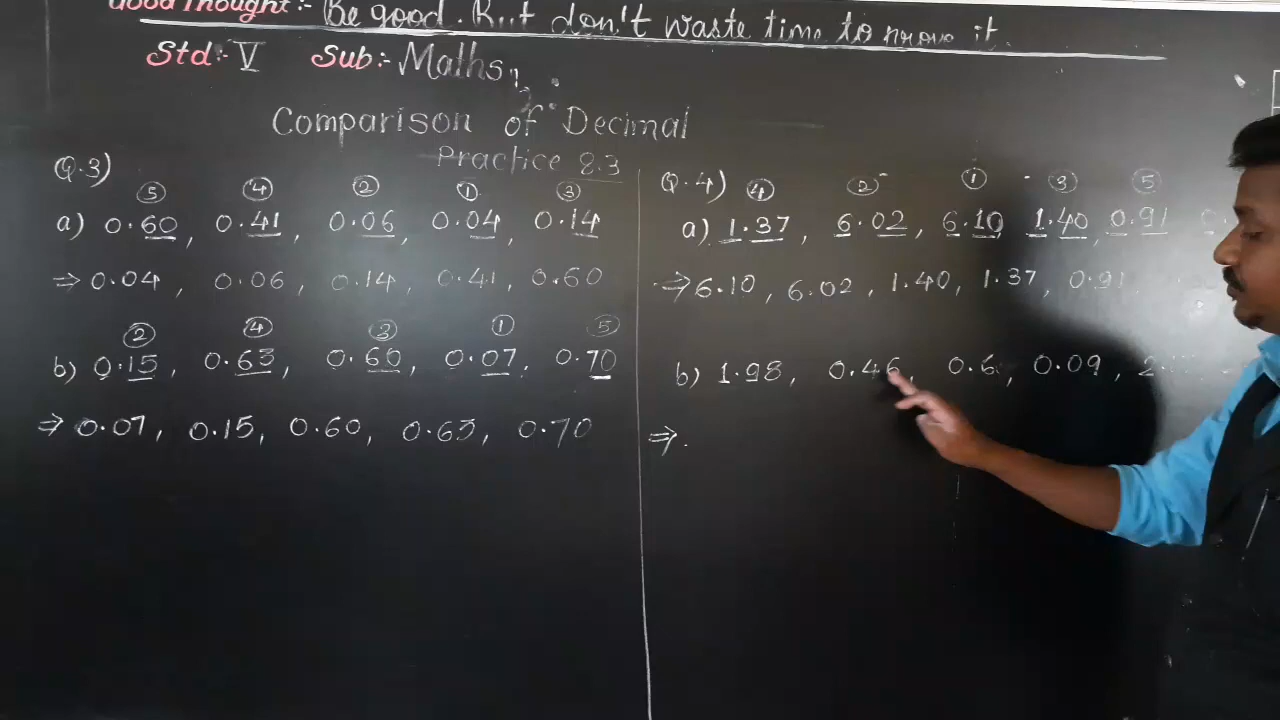 Good Thought :- Be good. But don't waste time to prove it.
Std :- V Sub :- Maths
Comparison of Decimal
Practice 8.3
Q.3)
5 4 2 1 3
a) 0.60, 0.41, 0.06, 0.04, 0.14
⇒ 0.04, 0.06, 0.14, 0.41, 0.60
2 4 3 1 5
b) 0.15, 0.63, 0.60, 0.07, 0.70
⇒ 0.07, 0.15, 0.60, 0.63, 0.70
Q.4) 4 2 1 3 5
a) 1.37, 6.02, 6.10, 1.40, 0.91
⇒ 6.10, 6.02, 1.40, 1.37, 0.91
b) 1.98, 0.46, 0.6, 0.09,
⇒